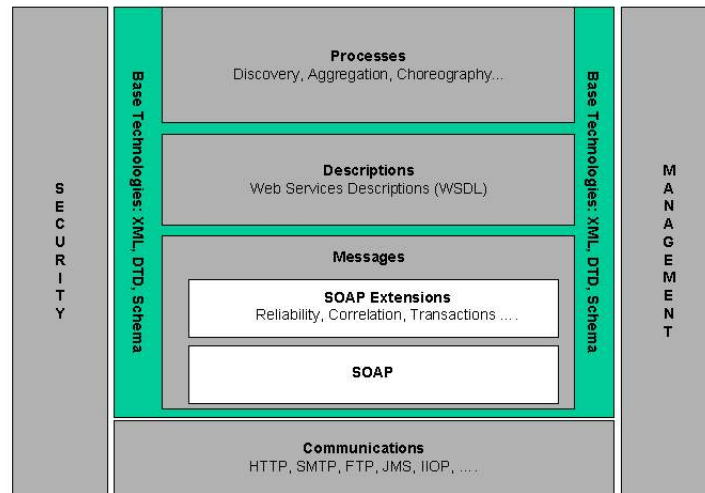 SECURITY
Base Technologies: XML, DTD, Schema
Processes
Discovery, Aggregation, Choreography...
Descriptions
Web Services Descriptions (WSDL)
Messages
SOAP Extensions
Reliability, Correlation, Transactions ....
SOAP
Base Technologies: XML, DTD, Schema
MANAGEMENT
Communications
HTTP, SMTP, FTP, JMS, IIOP, ....